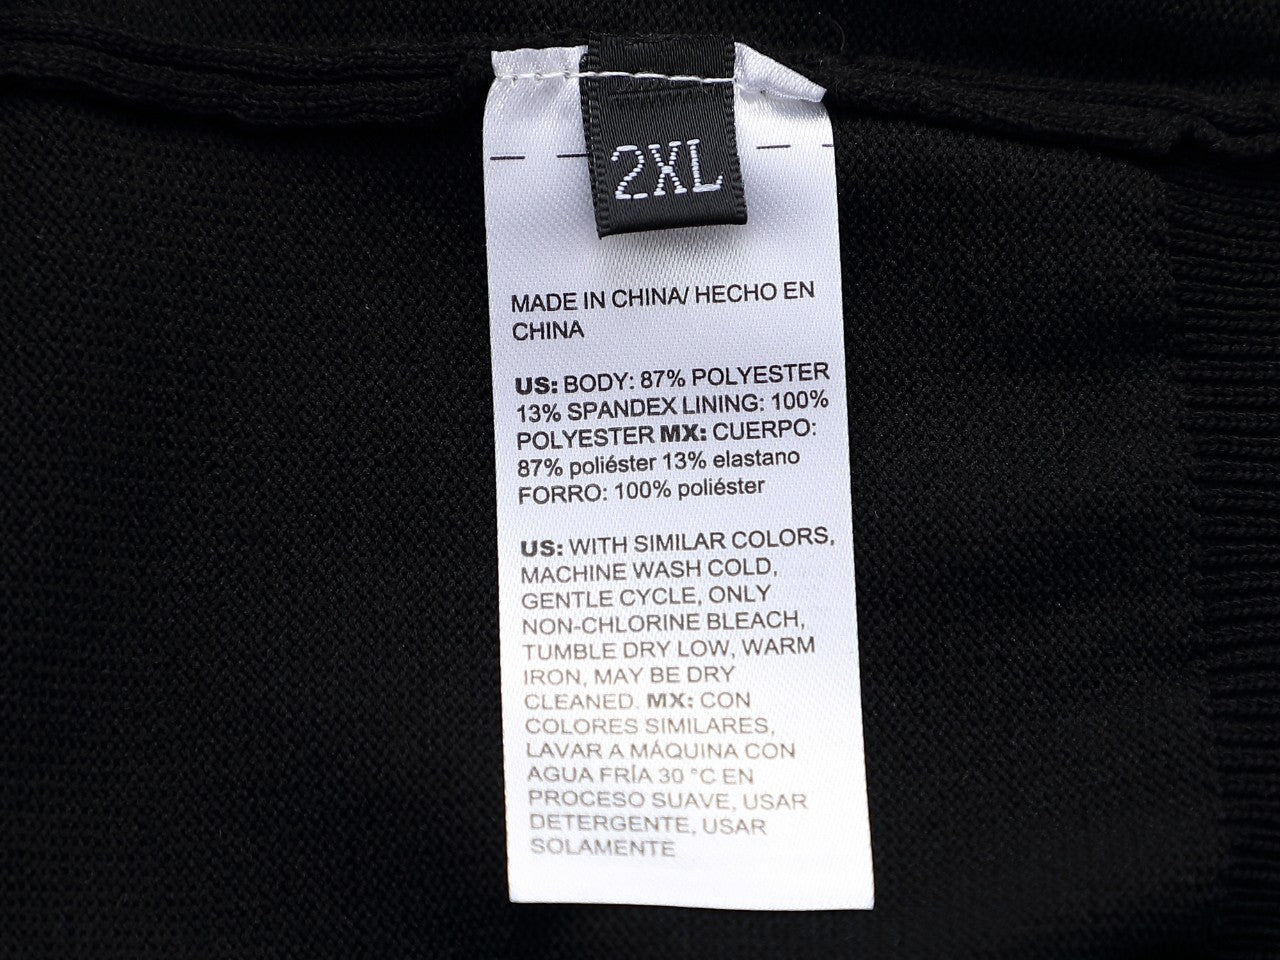 2XL
MADE IN CHINA/ HECHO EN
CHINA
US: BODY: 87% POLYESTER
13% SPANDEX LINING: 100%
POLYESTER MX: CUERPO:
87% poliéster 13% elastano
FORRO: 100% poliéster
US: WITH SIMILAR COLORS,
MACHINE WASH COLD,
GENTLE CYCLE, ONLY
NON-CHLORINE BLEACH,
TUMBLE DRY LOW, WARM
IRON, MAY BE DRY
CLEANED. MX: CON
COLORES SIMILARES,
LAVAR A MÁQUINA CON
AGUA FRÍA 30 °C EN
PROCESO SUAVE, USAR
DETERGENTE, USAR
SOLAMENTE